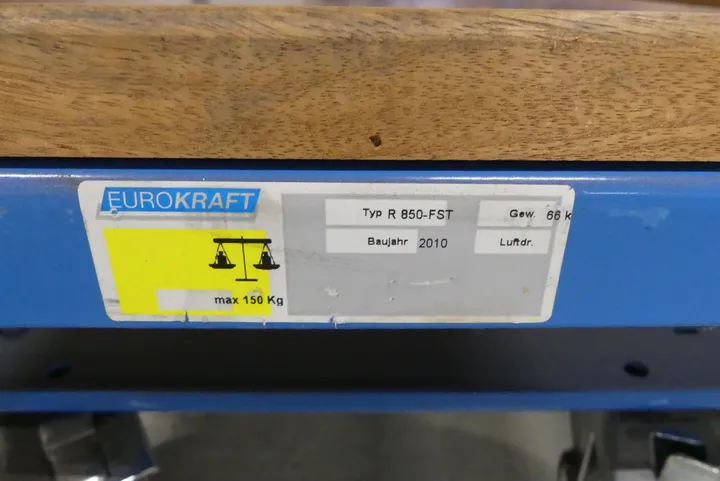 EUROKRAFT
Typ R 850-FST Gew. 66 k
Baujahr 2010 Luftdr.
max 150 Kg